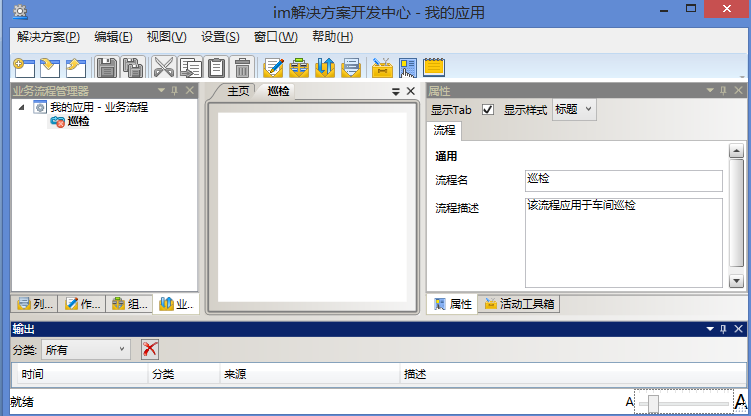 im解决方案开发中心 - 我的应用
解决方案(P) 编辑(E) 视图(V) 设置(S) 窗口(W) 帮助(H)
业务流程管理器
我的应用 - 业务流程
巡检
列... 作... 组... 业...
主页 巡检
属性
显示Tab 显示样式 标题
流程
通用
流程名 巡检
流程描述 该流程应用于车间巡检
属性 活动工具箱
输出
分类: 所有
时间 分类 来源 描述
就绪
A A